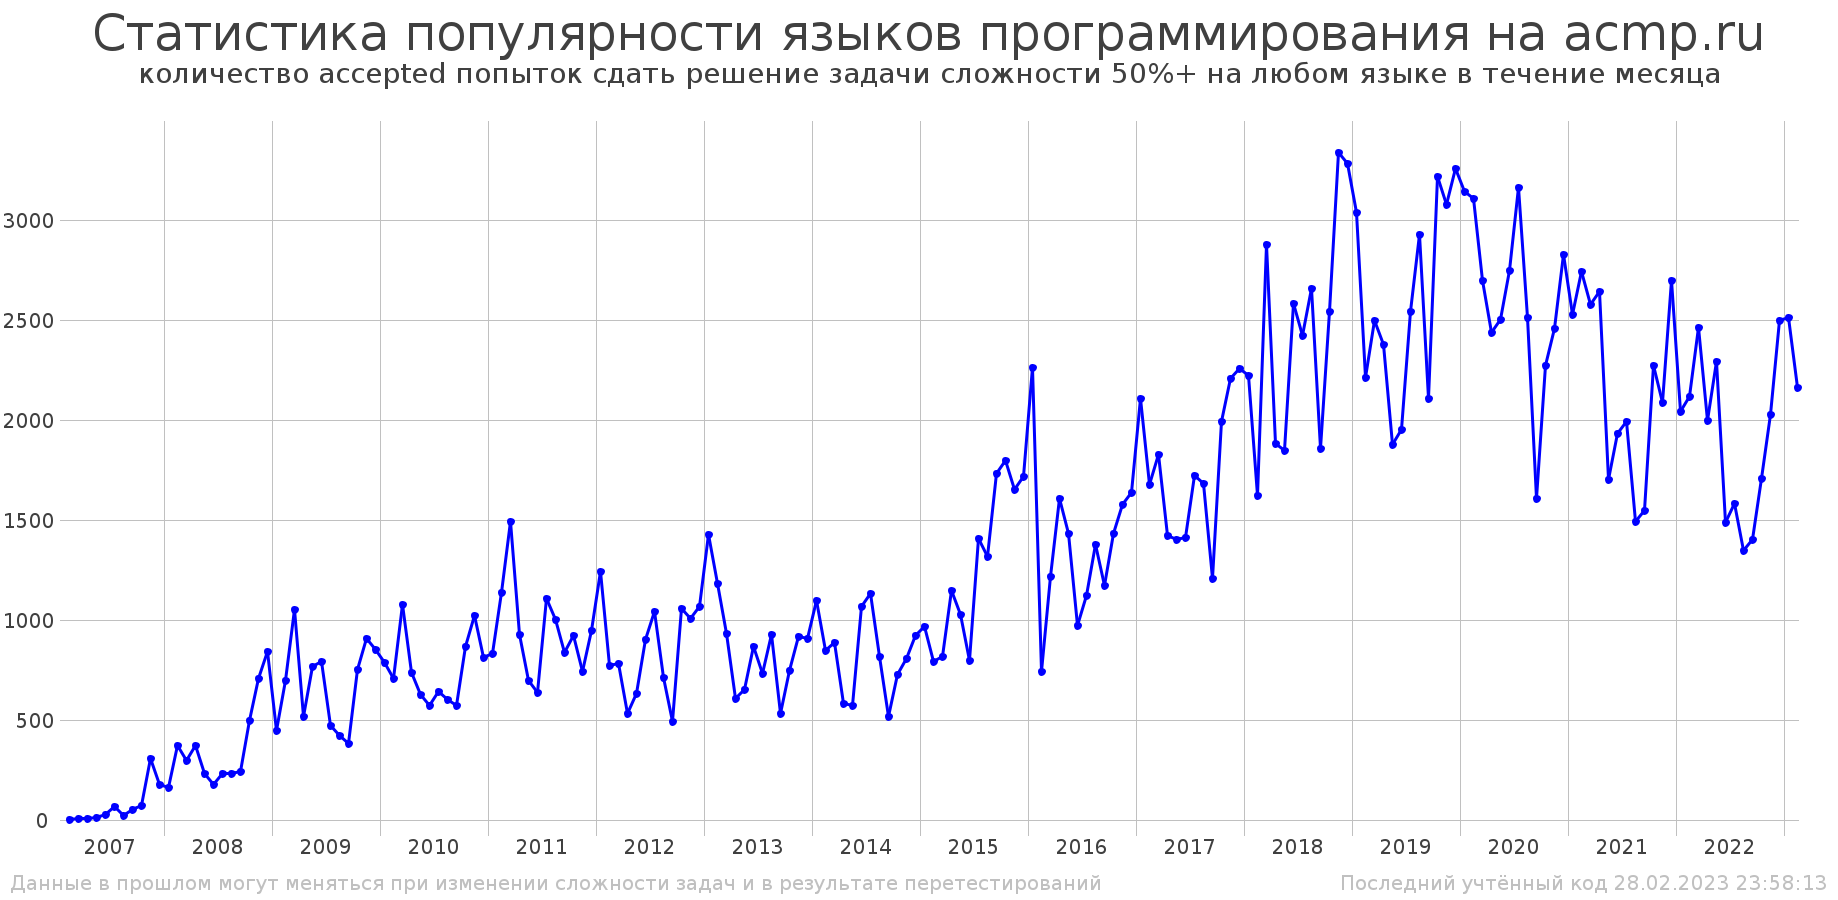 Статистика популярности языков программирования на acmp.ru
количество accepted попыток сдать решение задачи сложности 50%+ на любом языке в течение месяца
3000
2500
2000
1500
1000
500
0
2007 2008 2009 2010 2011 2012 2013 2014 2015 2016 2017 2018 2019 2020 2021 2022
Данные в прошлом могут меняться при изменении сложности задач и в результате перетестирований
Последний учтённый код 28.02.2023 23:58:13